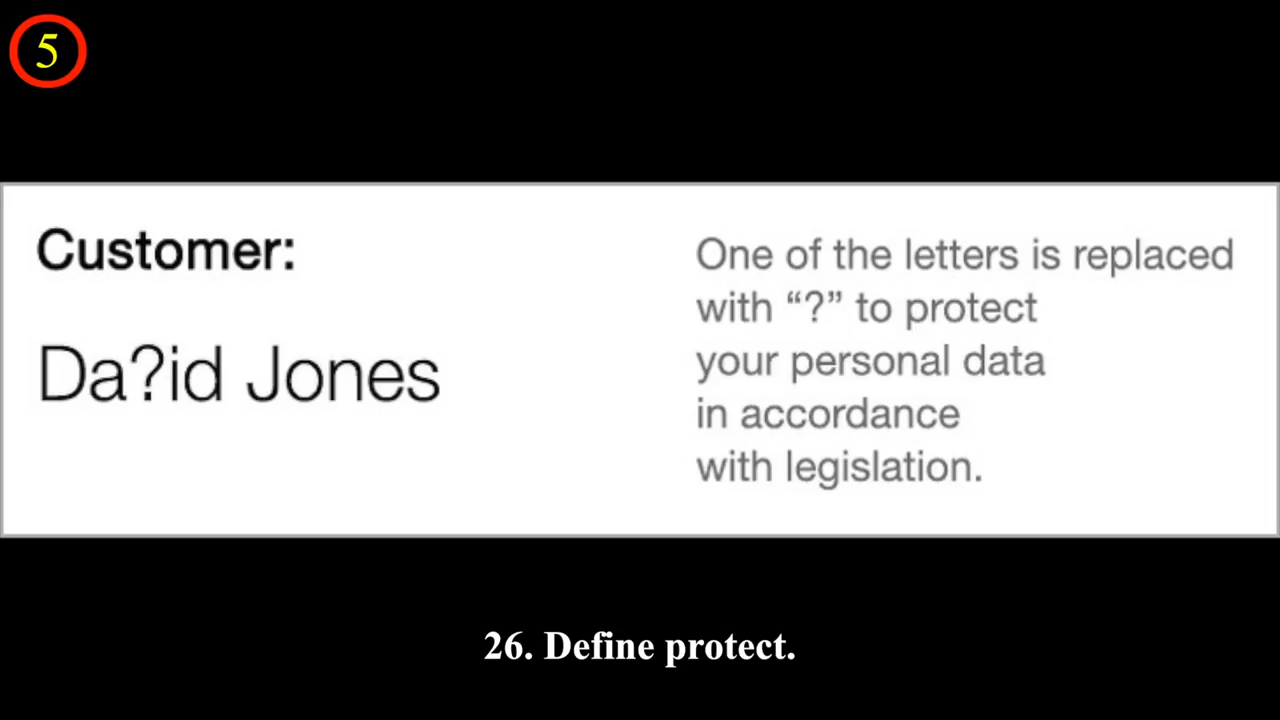 5
Customer:
Da?id Jones
One of the letters is replaced
with “?” to protect
your personal data
in accordance
with legislation.
26. Define protect.